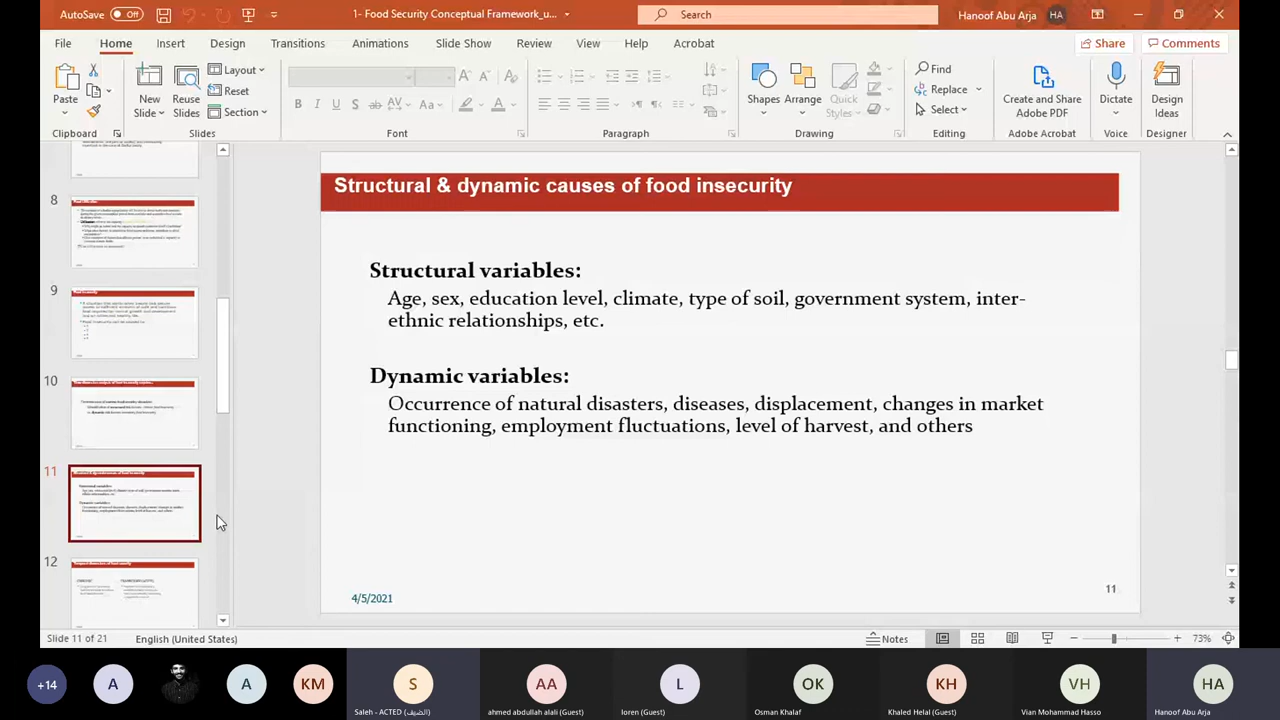 AutoSave Off 1- Food Security Conceptual Framework_u... Search Hanoof Abu Arja HA
File Home Insert Design Transitions Animations Slide Show Review View Help Acrobat Share Comments
Paste New Slide Reuse Slides Layout Reset Section Shapes Arrange Quick Styles Find Replace Select Create and Share Adobe PDF Dictate Design Ideas
Clipboard Slides Font Paragraph Drawing Editing Adobe Acrobat Voice Designer
8
9
10
11
12
Structural & dynamic causes of food insecurity
Structural variables:
Age, sex, education level, climate, type of soil, government system, inter-
ethnic relationships, etc.
Dynamic variables:
Occurrence of natural disasters, diseases, displacement, changes in market
functioning, employment fluctuations, level of harvest, and others
4/5/2021 11
Slide 11 of 21 English (United States) Notes 73%
+14 A A KM S AA L OK KH VH HA
Saleh - ACTED (الضيف) ahmed abdullah alali (Guest) loren (Guest) Osman Khalaf Khaled Helal (Guest) Vian Mohammad Hasso Hanoof Abu Arja